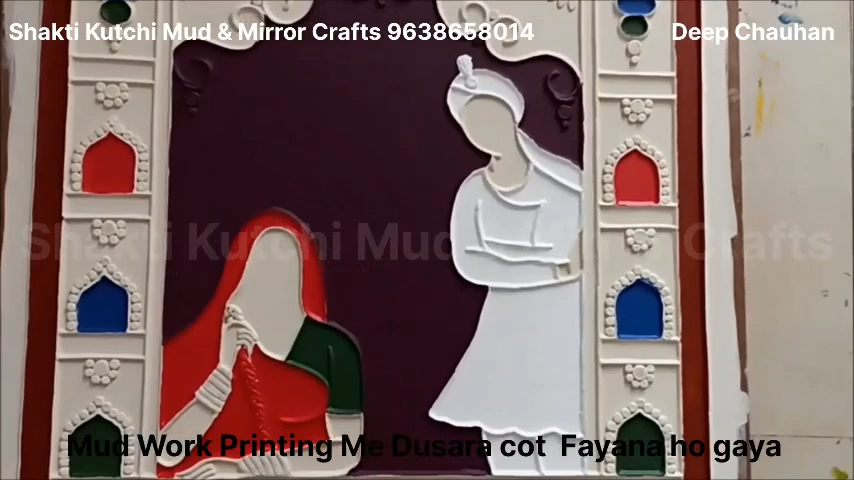 Shakti Kutchi Mud & Mirror Crafts 9638658014
Deep Chauhan
Shakti Kutchi Mud & Mirror Crafts
Mud Work Printing Me Dusara cot Fayana ho gaya